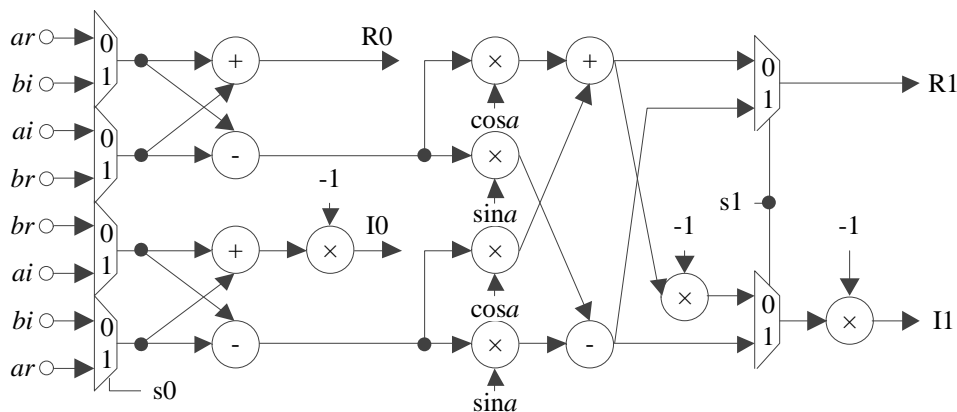 ar
bi
ai
br
br
ai
bi
ar
0
1
0
1
0
1
0
1
s0
+
-
+
-
R0
-1
×
I0
×
cosa
×
sina
×
cosa
×
sina
+
-
-1
×
s1
0
1
0
1
-1
×
R1
I1